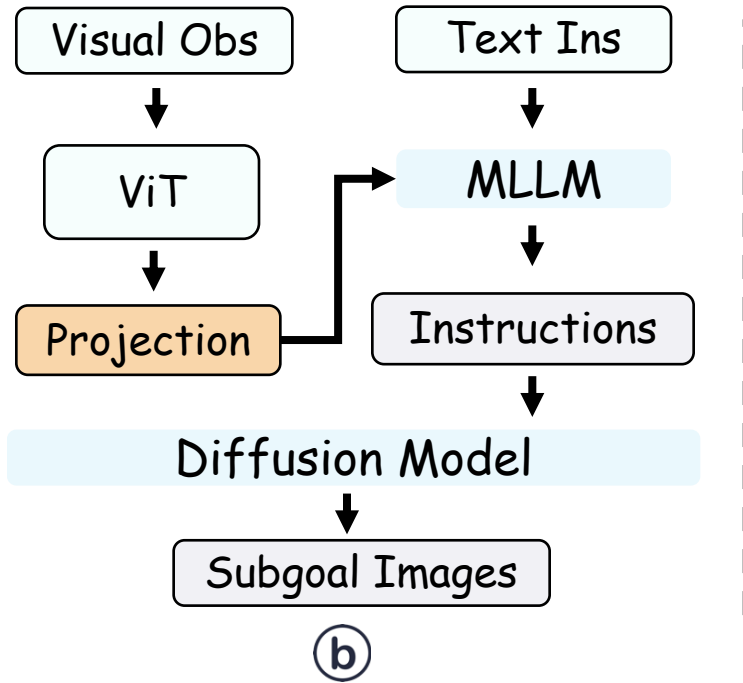 Visual Obs
Text Ins
ViT
MLLM
Projection
Instructions
Diffusion Model
Subgoal Images
b